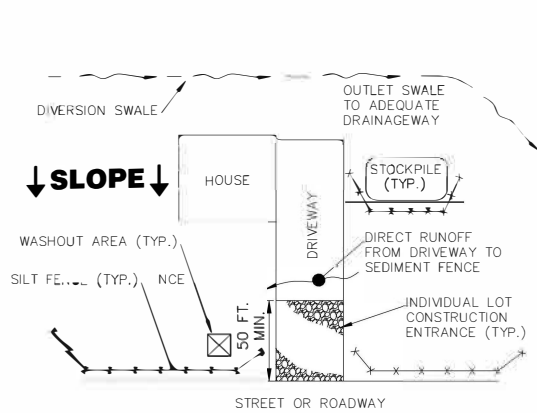 DIVERSION SWALE
OUTLET SWALE
TO ADEQUATE
DRAINAGEWAY
SLOPE
HOUSE
STOCKPILE
(TYP.)
DRIVEWAY
WASHOUT AREA (TYP.)
DIRECT RUNOFF
FROM DRIVEWAY TO
SEDIMENT FENCE
SILT (TYP.) NCE
50 FT.
MIN.
INDIVIDUAL LOT
CONSTRUCTION
ENTRANCE (TYP.)
STREET OR ROADWAY